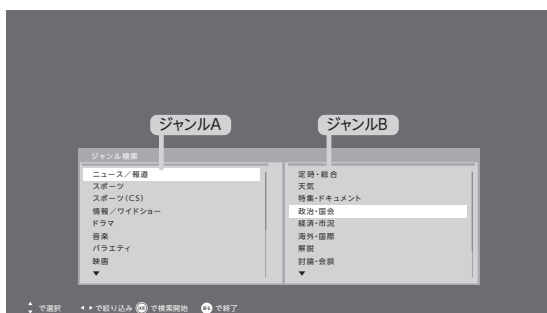 ジャンルA
ジャンルB
ジャンル検索
ニュース／報道
スポーツ
スポーツ(CS)
情報／ワイドショー
ドラマ
音楽
バラエティ
映画
▼
定時・総合
天気
特集・ドキュメント
政治・国会
経済・市況
海外・国際
解説
討論・会談
▼
で選択 で絞り込み で検索開始 で終了